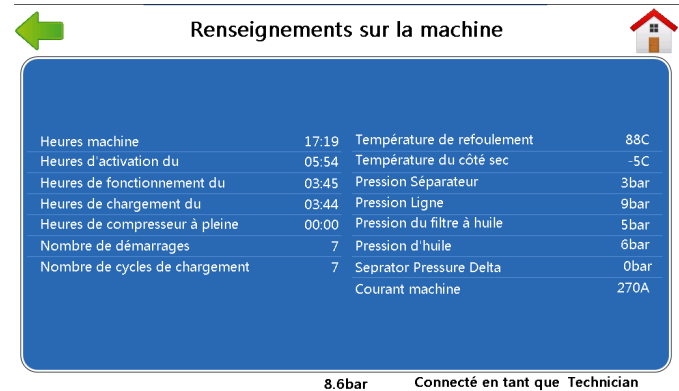 Renseignements sur la machine
Heures machine 17:19
Heures d'activation du 05:54
Heures de fonctionnement du 03:45
Heures de chargement du 03:44
Heures de compresseur à pleine 00:00
Nombre de démarrages 7
Nombre de cycles de chargement 7
Température de refoulement 88C
Température du côté sec -5C
Pression Séparateur 3bar
Pression Ligne 9bar
Pression du filtre à huile 5bar
Pression d'huile 6bar
Seprator Pressure Delta 0bar
Courant machine 270A
8.6bar Connecté en tant que Technician